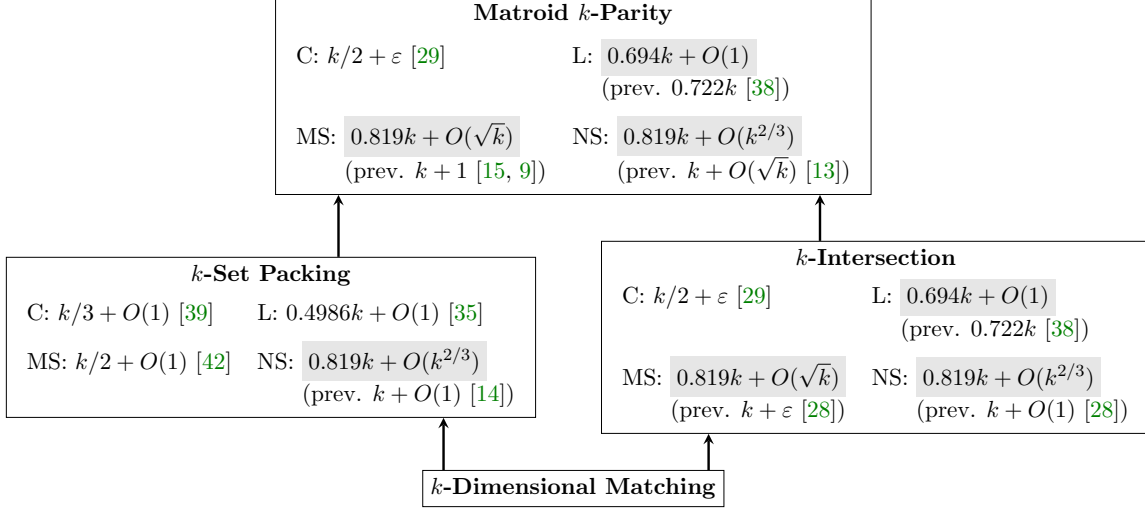 Matroid k-Parity
C: k/2 + ε [29] L: 0.694k + O(1)
(prev. 0.722k [38])
MS: 0.819k + O(√k) NS: 0.819k + O(k^{2/3})
(prev. k + 1 [15, 9]) (prev. k + O(√k) [13])
k-Set Packing
C: k/3 + O(1) [39] L: 0.4986k + O(1) [35]
MS: k/2 + O(1) [42] NS: 0.819k + O(k^{2/3})
(prev. k + O(1) [14])
k-Intersection
C: k/2 + ε [29] L: 0.694k + O(1)
(prev. 0.722k [38])
MS: 0.819k + O(√k) NS: 0.819k + O(k^{2/3})
(prev. k + ε [28]) (prev. k + O(1) [28])
k-Dimensional Matching